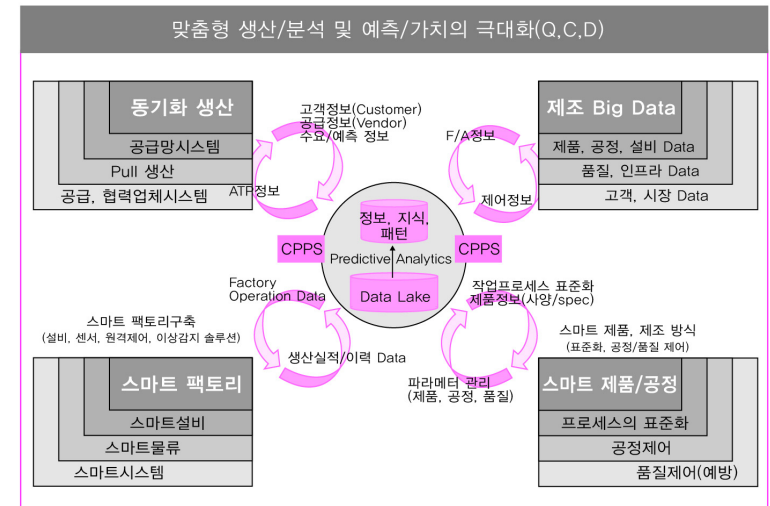 맞춤형 생산/분석 및 예측/가치의 극대화(Q,C,D)
동기화 생산
공급망시스템
Pull 생산
공급, 협력업체시스템
고객정보(Customer)
공급정보(Vendor)
수요/예측 정보
ATP정보
F/A정보
제어정보
제조 Big Data
제품, 공정, 설비 Data
품질, 인프라 Data
고객, 시장 Data
CPPS
정보, 지식,
패턴
Predictive Analytics
Data Lake
CPPS
Factory
Operation Data
생산실적/이력 Data
작업프로세스 표준화
제품정보(사양/spec)
파라메터 관리
(제품, 공정, 품질)
스마트 팩토리구축
(설비, 센서, 원격제어, 이상감지 솔루션)
스마트 팩토리
스마트설비
스마트물류
스마트시스템
스마트 제품, 제조 방식
(표준화, 공정/품질 제어)
스마트 제품/공정
프로세스의 표준화
공정제어
품질제어(예방)